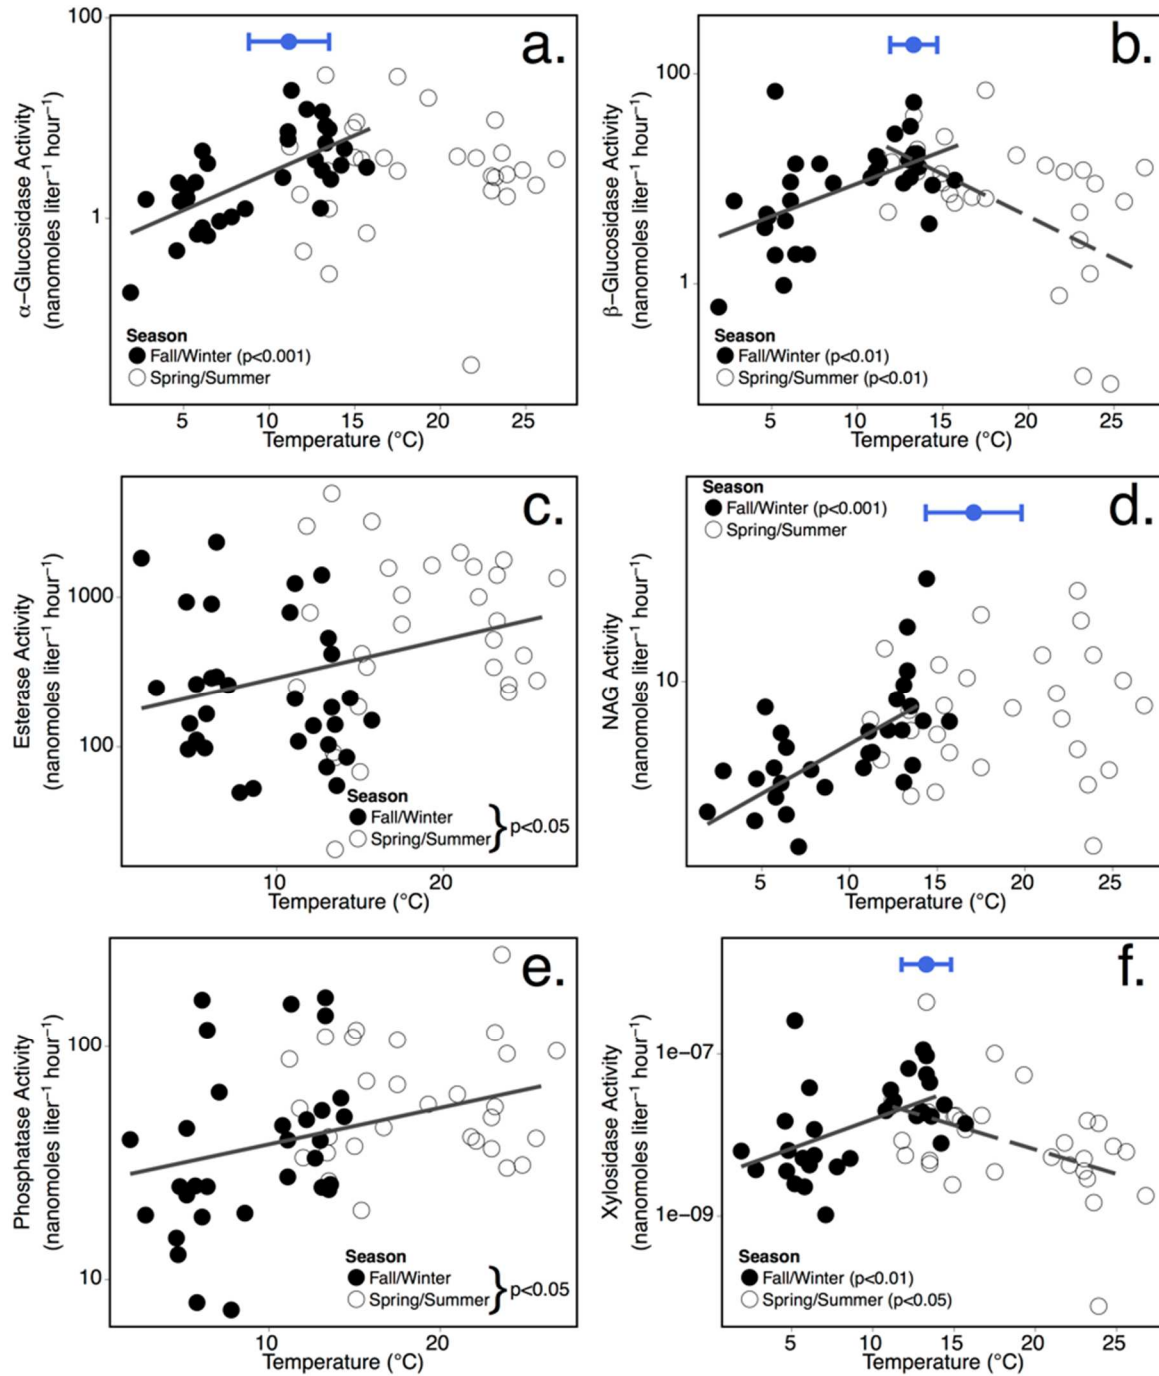 a.
α−Glucosidase Activity
(nanomoles liter⁻¹ hour⁻¹)
100
1
Season
Fall/Winter (p<0.001)
Spring/Summer
5 10 15 20 25
Temperature (°C)
b.
β−Glucosidase Activity
(nanomoles liter⁻¹ hour⁻¹)
100
1
Season
Fall/Winter (p<0.01)
Spring/Summer (p<0.01)
5 10 15 20 25
Temperature (°C)
c.
Esterase Activity
(nanomoles liter⁻¹ hour⁻¹)
1000
100
Season
Fall/Winter
Spring/Summer
} p<0.05
10 20
Temperature (°C)
Season
Fall/Winter (p<0.001)
Spring/Summer
d.
NAG Activity
(nanomoles liter⁻¹ hour⁻¹)
10
5 10 15 20 25
Temperature (°C)
e.
Phosphatase Activity
(nanomoles liter⁻¹ hour⁻¹)
100
10
Season
Fall/Winter
Spring/Summer
} p<0.05
10 20
Temperature (°C)
f.
Xylosidase Activity
(nanomoles liter⁻¹ hour⁻¹)
1e−07
1e−09
Season
Fall/Winter (p<0.01)
Spring/Summer (p<0.05)
5 10 15 20 25
Temperature (°C)